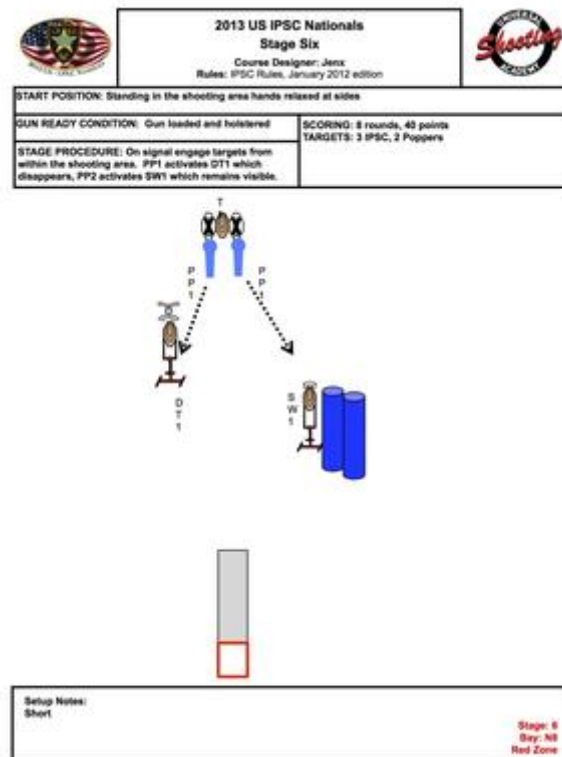 2013 US IPSC Nationals
Stage Six
Course Designer: Jenx
Rules: IPSC Rules, January 2012 edition
UNIVERSAL
Shooting
ACADEMY
START POSITION: Standing in the shooting area hands relaxed at sides
GUN READY CONDITION: Gun loaded and holstered
STAGE PROCEDURE: On signal engage targets from
within the shooting area. PP1 activates DT1 which
disappears, PP2 activates SW1 which remains visible.
SCORING: 8 rounds, 40 points
TARGETS: 3 IPSC, 2 Poppers
T
PP1
PP1
DT1
SW1
Setup Notes:
Short
Stage: 6
Bay: N8
Red Zone